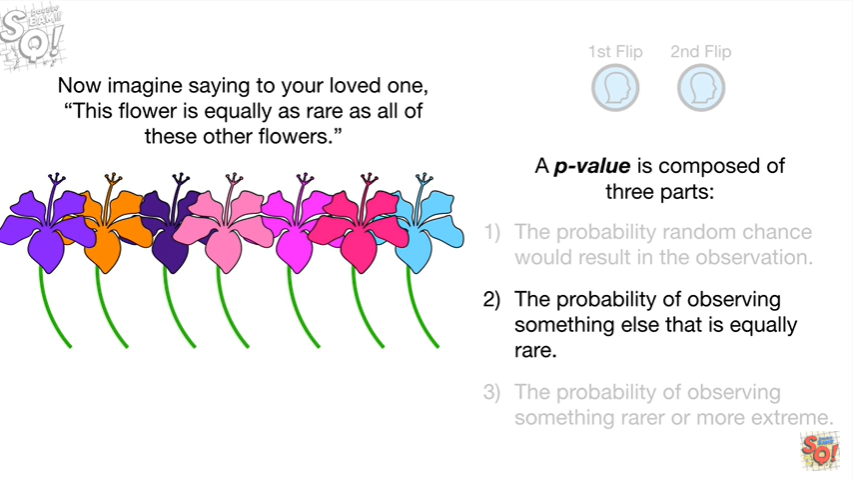 SQ!
DOUBLE
BAM!!!
Now imagine saying to your loved one,
“This flower is equally as rare as all of
these other flowers.”
1st Flip 2nd Flip
A p-value is composed of
three parts:
1) The probability random chance
would result in the observation.
2) The probability of observing
something else that is equally
rare.
3) The probability of observing
something rarer or more extreme.
SQ!